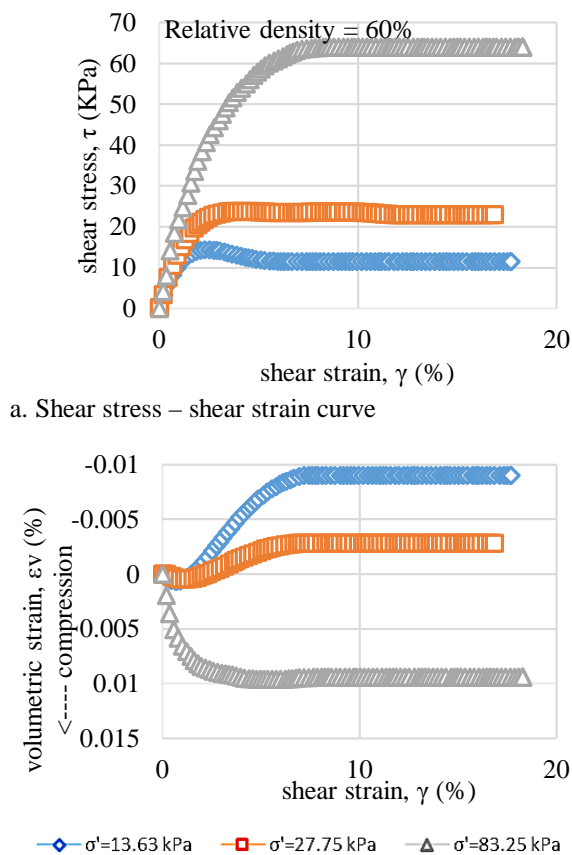 Relative density = 60%
shear stress, τ (KPa)
70
60
50
40
30
20
10
0
0
10
20
shear strain, γ (%)
a. Shear stress – shear strain curve
volumetric strain, εv (%)
<---- compression
-0.01
-0.005
0
0.005
0.01
0.015
0
10
20
shear strain, γ (%)
σ'=13.63 kPa
σ'=27.75 kPa
σ'=83.25 kPa